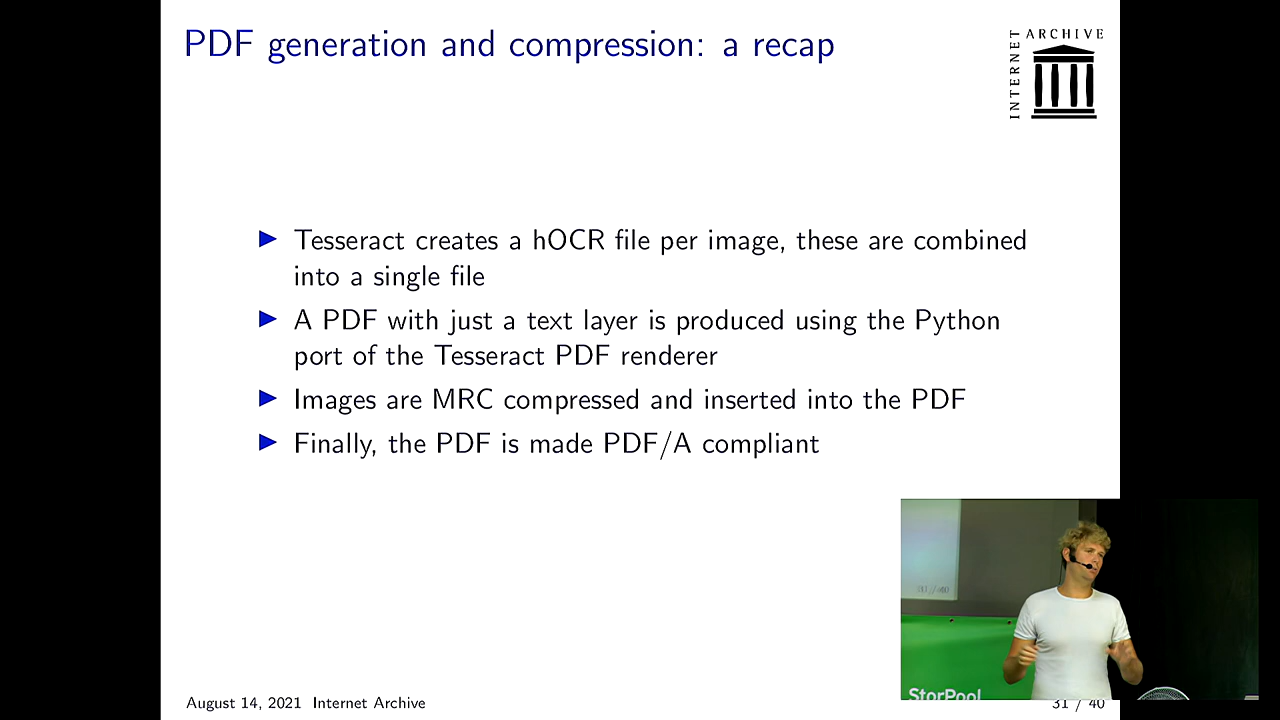 PDF generation and compression: a recap
INTERNET ARCHIVE
Tesseract creates a hOCR file per image, these are combined
into a single file
A PDF with just a text layer is produced using the Python
port of the Tesseract PDF renderer
Images are MRC compressed and inserted into the PDF
Finally, the PDF is made PDF/A compliant
StorPool
August 14, 2021 Internet Archive
31 / 40